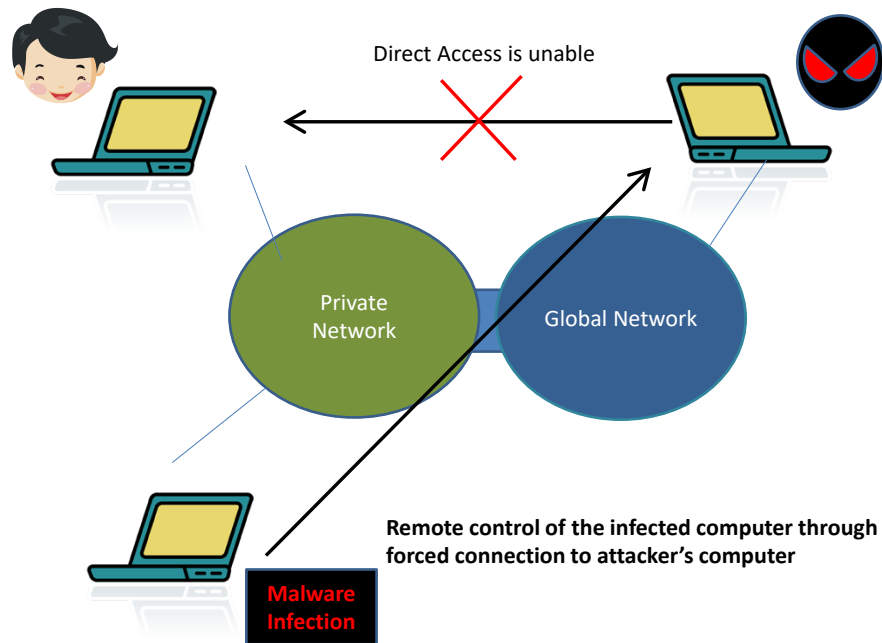 Direct Access is unable
Private
Network
Global Network
Remote control of the infected computer through
forced connection to attacker's computer
Malware
Infection